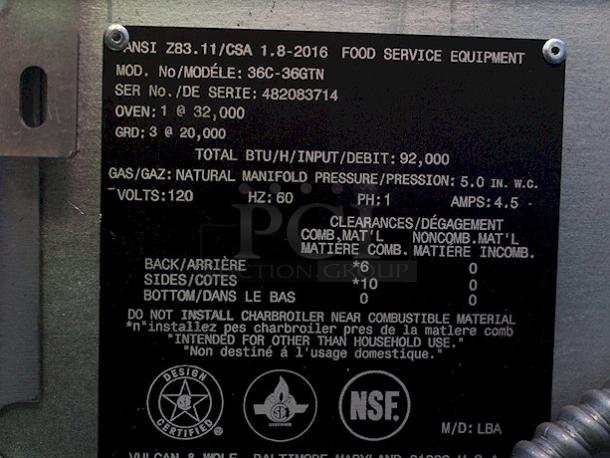 ANSI Z83.11/CSA 1.8-2016 FOOD SERVICE EQUIPMENT
MOD. No/MODÉLE: 36C-36GTN
SER No./DE SERIE: 482083714
OVEN: 1 @ 32,000
GRD: 3 @ 20,000
TOTAL BTU/H/INPUT/DEBIT: 92,000
GAS/GAZ: NATURAL MANIFOLD PRESSURE/PRESSION: 5.0 IN. W.C.
VOLTS: 120 HZ: 60 PH: 1 AMPS: 4.5
CLEARANCES/DÉGAGEMENT
COMB. MAT'L NONCOMB. MAT'L
MATIÈRE COMB. MATIÈRE INCOMB.
BACK/ARRIÈRE *6 0
SIDES/COTES *10 0
BOTTOM/DANS LE BAS 0 0
DO NOT INSTALL CHARBROILER NEAR COMBUSTIBLE MATERIAL
*n"installez pes charbroiler pres de la matlere comb
"INTENDED FOR OTHER THAN HOUSEHOLD USE."
"Non destiné á l'usage domestique."
DESIGN
CERTIFIED
NSF®
M/D: LBA
VULCAN & WOLF, BALTIMORE MARYLAND
PCI
AUCTION GROUP